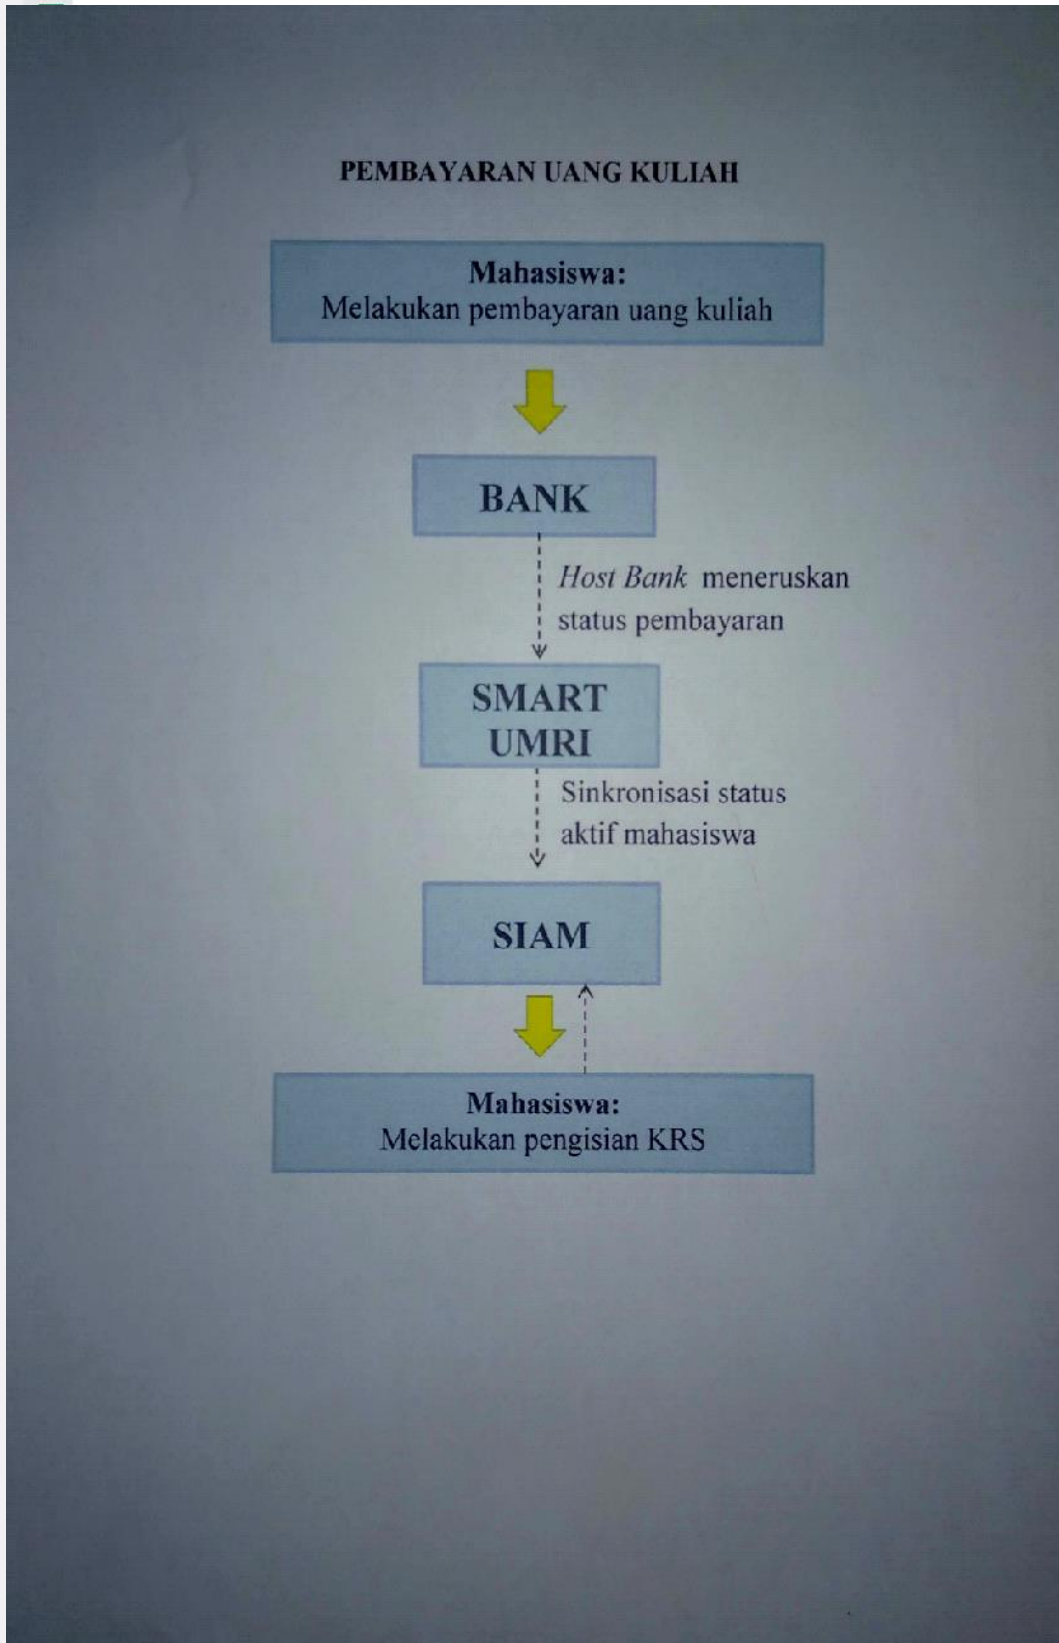 PEMBAYARAN UANG KULIAH
Mahasiswa:
Melakukan pembayaran uang kuliah
BANK
Host Bank meneruskan
status pembayaran
SMART
UMRI
Sinkronisasi status
aktif mahasiswa
SIAM
Mahasiswa:
Melakukan pengisian KRS